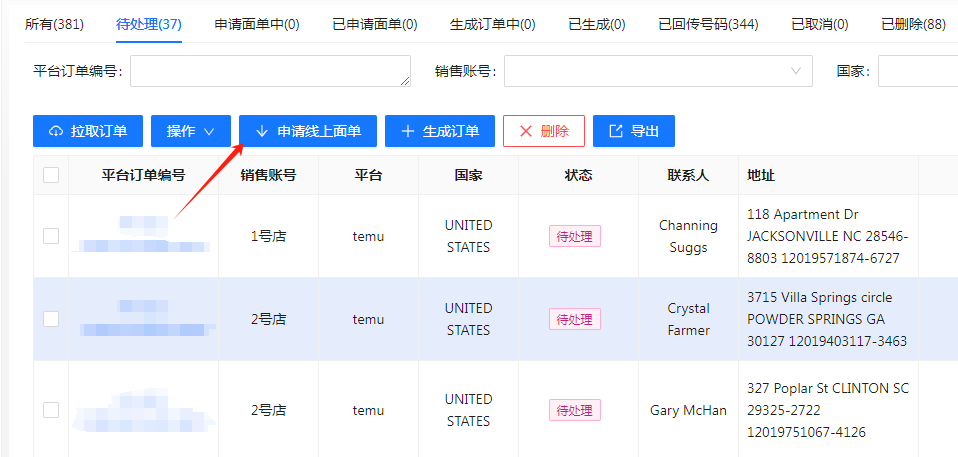 所有(381) 待处理(37) 申请面单中(0) 已申请面单(0) 生成订单中(0) 已生成(0) 已回传号码(344) 已取消(0) 已删除(88)
平台订单编号: 销售账号: 国家:
拉取订单 操作 申请线上面单 生成订单 删除 导出
平台订单编号 销售账号 平台 国家 状态 联系人 地址
1号店 temu UNITED STATES 待处理 Channing Suggs 118 Apartment Dr
JACKSONVILLE NC 28546-
8803 12019571874-6727
2号店 temu UNITED STATES 待处理 Crystal Farmer 3715 Villa Springs circle
POWDER SPRINGS GA
30127 12019403117-3463
2号店 temu UNITED STATES 待处理 Gary McHan 327 Poplar St CLINTON SC
29325-2722
12019751067-4126